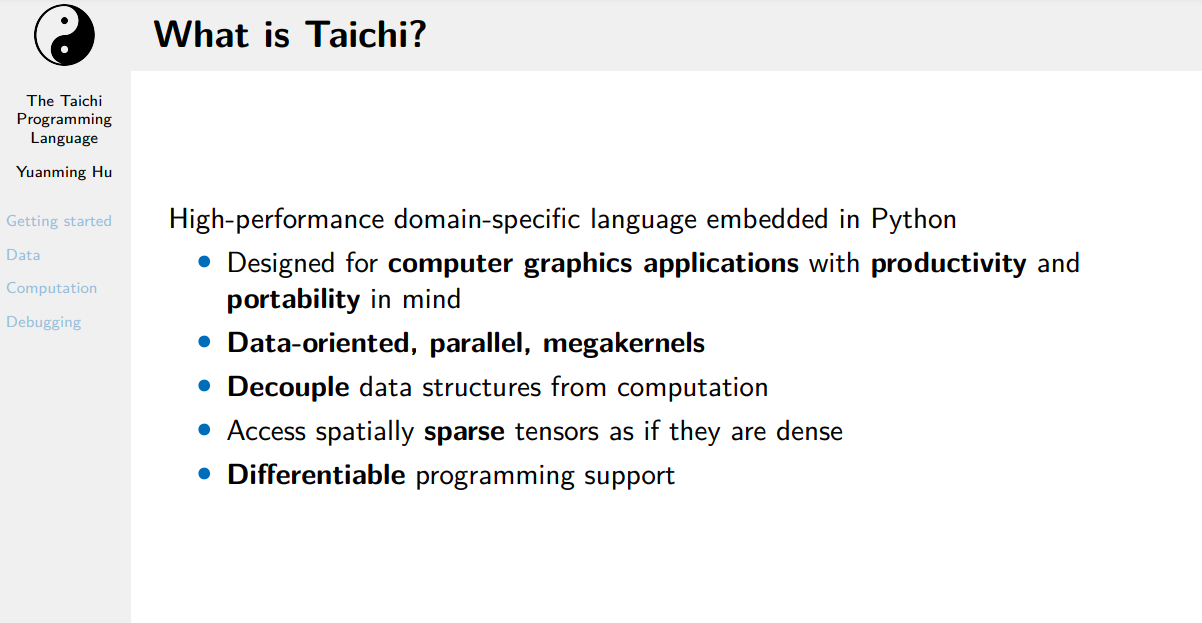 What is Taichi?
The Taichi
Programming
Language
Yuanming Hu
Getting started
Data
Computation
Debugging
High-performance domain-specific language embedded in Python
• Designed for computer graphics applications with productivity and
portability in mind
• Data-oriented, parallel, megakernels
• Decouple data structures from computation
• Access spatially sparse tensors as if they are dense
• Differentiable programming support